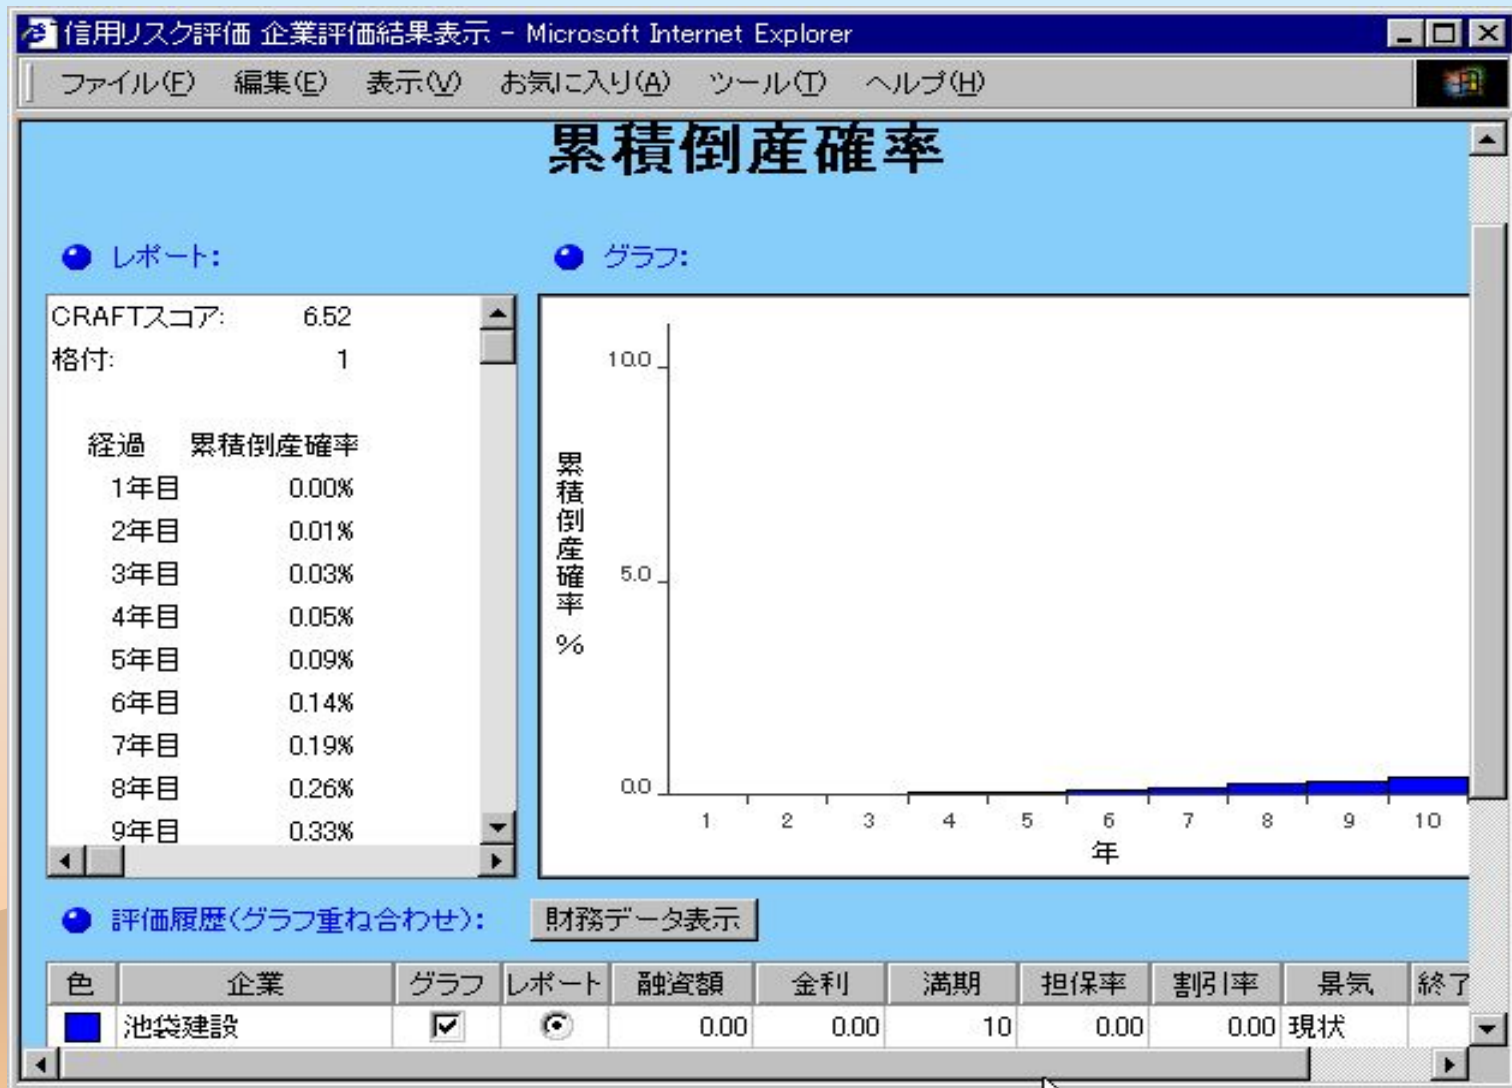 信用リスク評価 企業評価結果表示 - Microsoft Internet Explorer
ファイル(F) 編集(E) 表示(V) お気に入り(A) ツール(T) ヘルプ(H)
累積倒産確率
レポート:
グラフ:
CRAFTスコア: 6.52
格付: 1
経過 累積倒産確率
1年目 0.00%
2年目 0.01%
3年目 0.03%
4年目 0.05%
5年目 0.09%
6年目 0.14%
7年目 0.19%
8年目 0.26%
9年目 0.33%
累積倒産確率 %
10.0
5.0
0.0
1 2 3 4 5 6 7 8 9 10
年
評価履歴(グラフ重ね合わせ): 財務データ表示
色 企業 グラフ レポート 融資額 金利 満期 担保率 割引率 景気 終了
池袋建設 0.00 0.00 10 0.00 0.00 現状